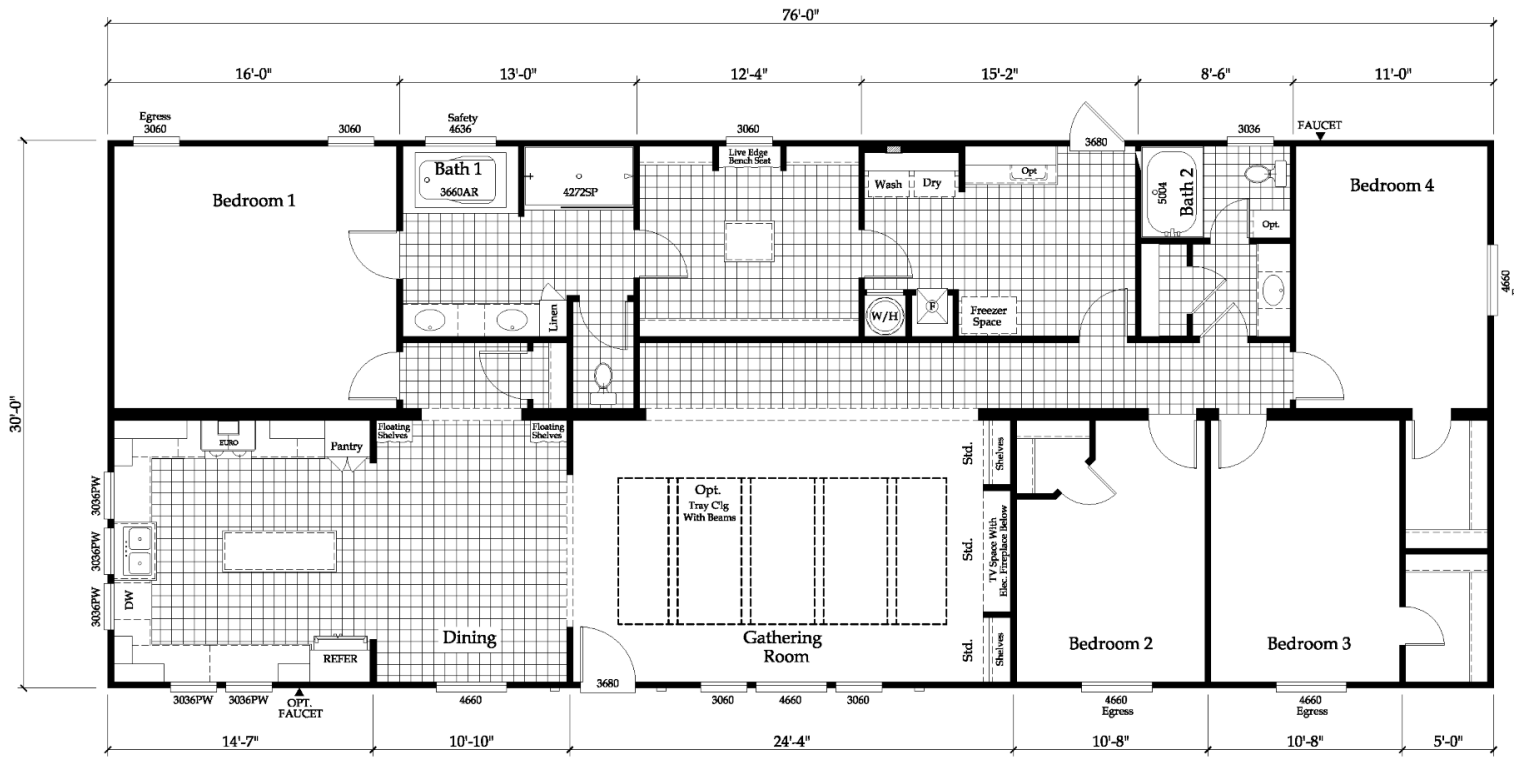 76'-0"
16'-0"
13'-0"
12'-4"
15'-2"
8'-6"
11'-0"
Egress
3060
3060
Safety
4636
3060
3680
3036
FAUCET
Bedroom 1
Bath 1
3660AR
4272SP
Live Edge
Bench Seat
Wash
Dry
Opt
5004
Bath 2
Opt.
Bedroom 4
4660
Linen
W/H
F
Freezer
Space
30'-0"
EURO
Pantry
Floating
Shelves
Floating
Shelves
3036PW
3036PW
3036PW
DW
REFER
Dining
Opt.
Tray C'lg
With Beams
Gathering
Room
Std.
Shelves
Std.
TV Space With
Elec. Fireplace Below
Std.
Shelves
Bedroom 2
Bedroom 3
3036PW
3036PW
OPT.
FAUCET
4660
3680
3060
4660
3060
4660
Egress
4660
Egress
14'-7"
10'-10"
24'-4"
10'-8"
10'-8"
5'-0"